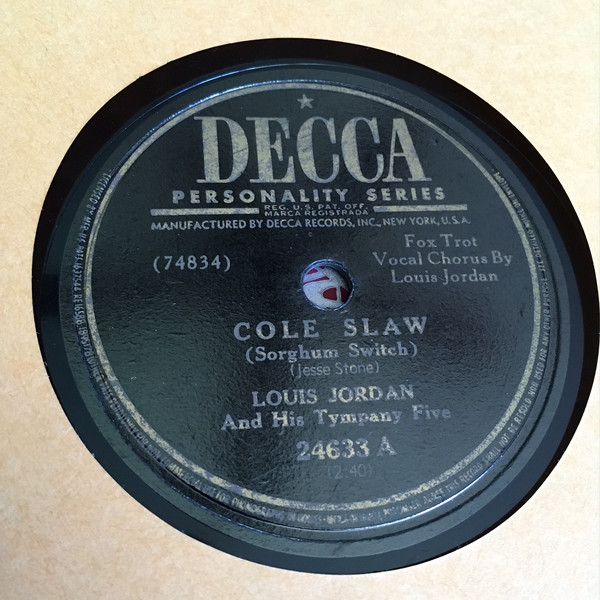 DECCA
PERSONALITY SERIES
REG. U.S. PAT. OFF.
MARCA REGISTRADA
MANUFACTURED BY DECCA RECORDS, INC., NEW YORK, U.S.A.
Fox Trot
Vocal Chorus By
Louis Jordan
(74834)
COLE SLAW
(Sorghum Switch)
(Jesse Stone)
LOUIS JORDAN
And His Tympany Five
24633 A
(2:40)